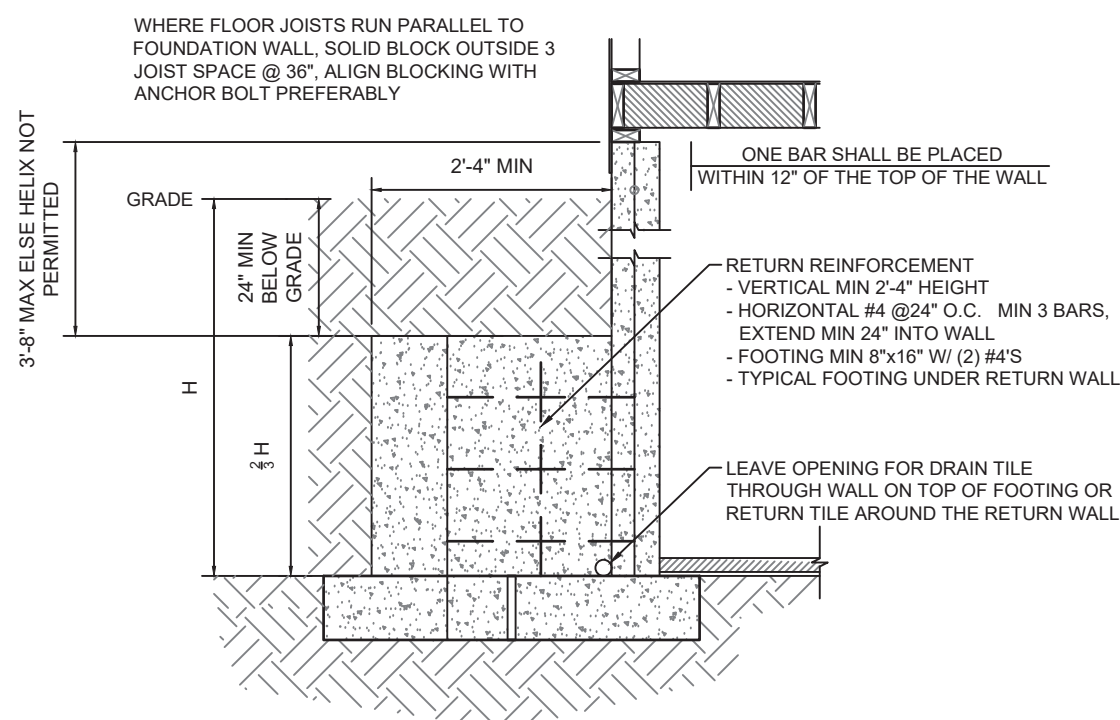 WHERE FLOOR JOISTS RUN PARALLEL TO
FOUNDATION WALL, SOLID BLOCK OUTSIDE 3
JOIST SPACE @ 36", ALIGN BLOCKING WITH
ANCHOR BOLT PREFERABLY
3'-8" MAX ELSE HELIX NOT
PERMITTED
GRADE
2'-4" MIN
ONE BAR SHALL BE PLACED
WITHIN 12" OF THE TOP OF THE WALL
24" MIN
BELOW
GRADE
H
⅔ H
RETURN REINFORCEMENT
- VERTICAL MIN 2'-4" HEIGHT
- HORIZONTAL #4 @24" O.C. MIN 3 BARS,
EXTEND MIN 24" INTO WALL
- FOOTING MIN 8"x16" W/ (2) #4'S
- TYPICAL FOOTING UNDER RETURN WALL
LEAVE OPENING FOR DRAIN TILE
THROUGH WALL ON TOP OF FOOTING OR
RETURN TILE AROUND THE RETURN WALL